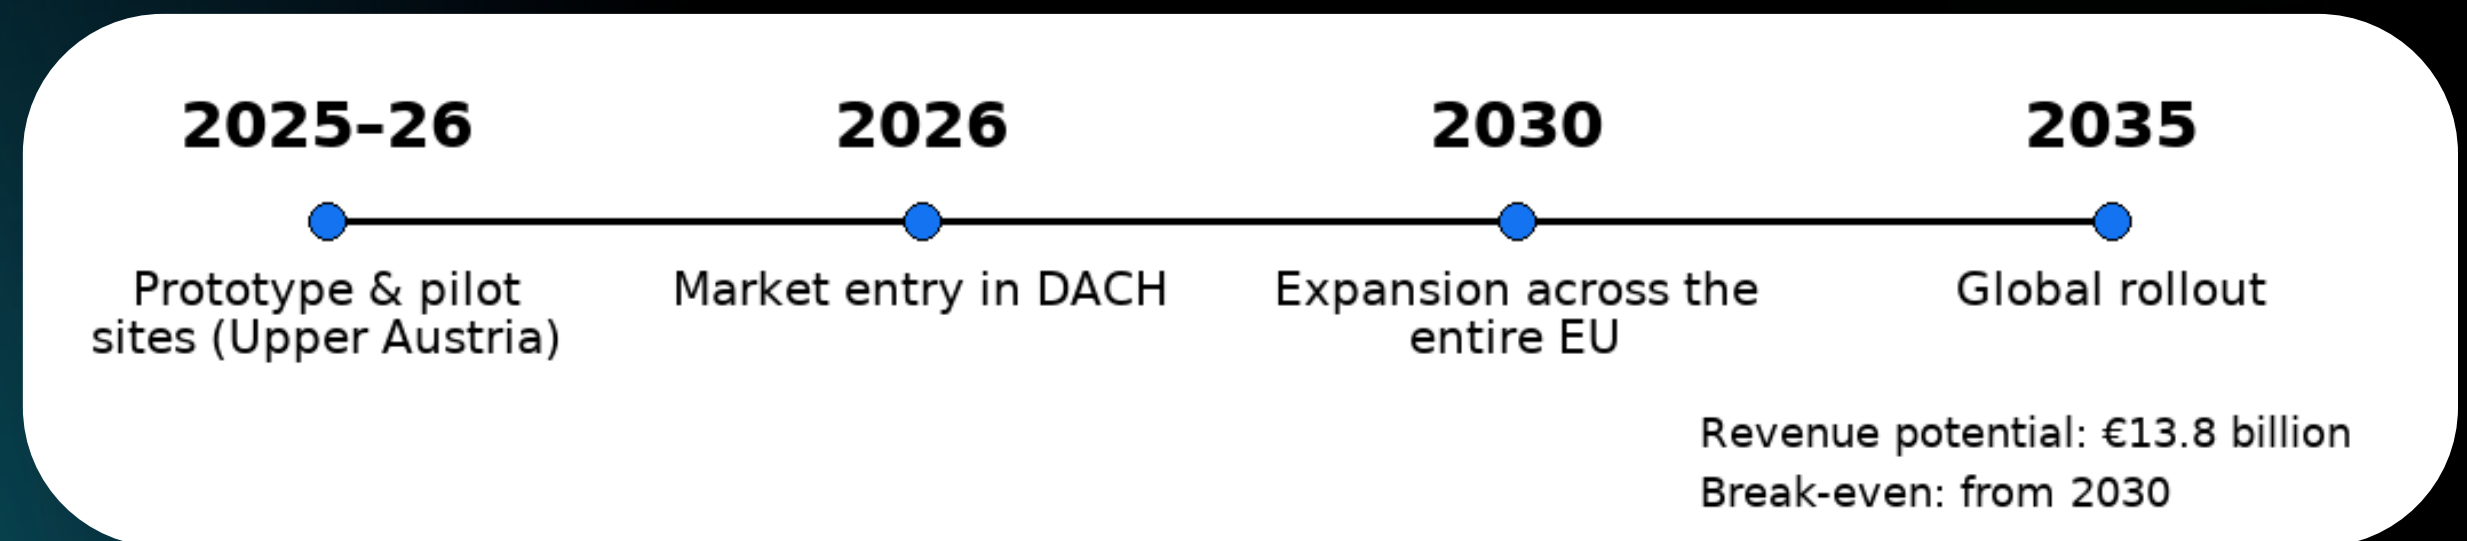 2025–26
2026
2030
2035
Prototype & pilot
sites (Upper Austria)
Market entry in DACH
Expansion across the
entire EU
Global rollout
Revenue potential: €13.8 billion
Break-even: from 2030